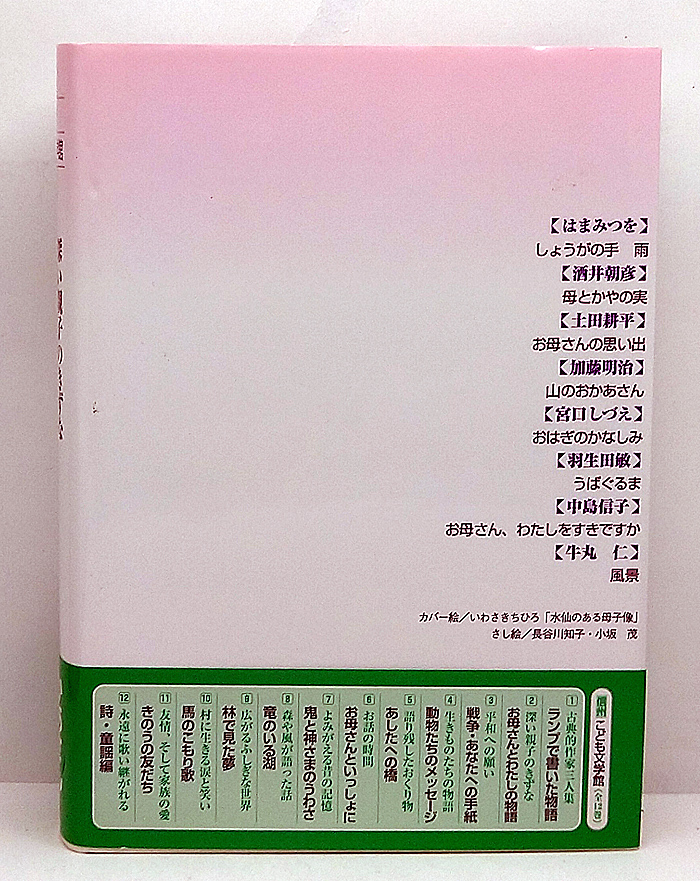 【はまみつを】
しょうがの手　雨
【酒井朝彦】
母とかやの実
【土田耕平】
お母さんの思い出
【加藤明治】
山のおかあさん
【宮口しづえ】
おはぎのかなしみ
【羽生田敏】
うばぐるま
【中島信子】
お母さん、わたしをすきですか
【牛丸　仁】
風景
カバー絵／いわさきちひろ「水仙のある母子像」
さし絵／長谷川知子・小坂　茂
信州こども文学館〈全12巻〉
① 古典的作家三人集
ランプで書いた物語
② 深い親子のきずな
お母さんとわたしの物語
③ 平和への願い
戦争・あなたへの手紙
④ 生きものたちの物語
動物たちのメッセージ
⑤ 語り残したおくり物
あしたへの橋
⑥ お話の時間
お母さんといっしょに
⑦ よみがえる昔の記憶
鬼と神さまのうわさ
⑧ 森や嵐が語った話
竜のいる湖
⑨ 広がるふしぎな世界
林で見た夢
⑩ 村に生きる涙と笑い
馬のこもり歌
⑪ 友情、そして家族の愛
きのうの友だち
⑫ 永遠に歌い継がれる
詩・童謡編